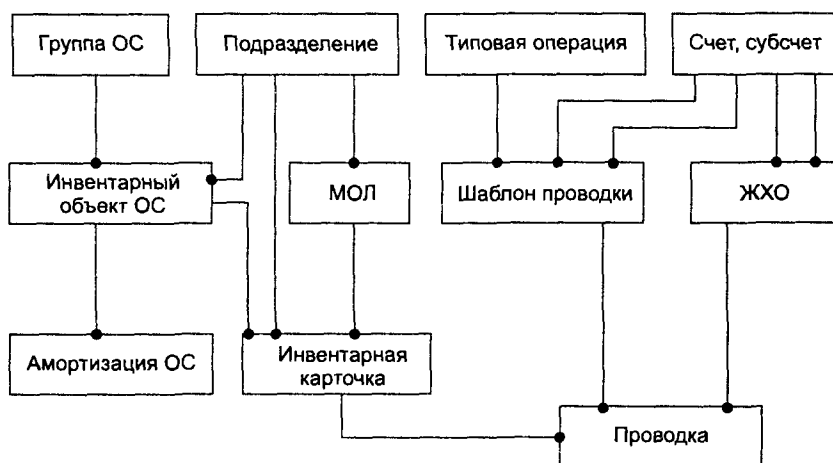 Группа ОС
Подразделение
Типовая операция
Счет, субсчет
Инвентарный
объект ОС
МОЛ
Шаблон проводки
ЖХО
Амортизация ОС
Инвентарная
карточка
Проводка